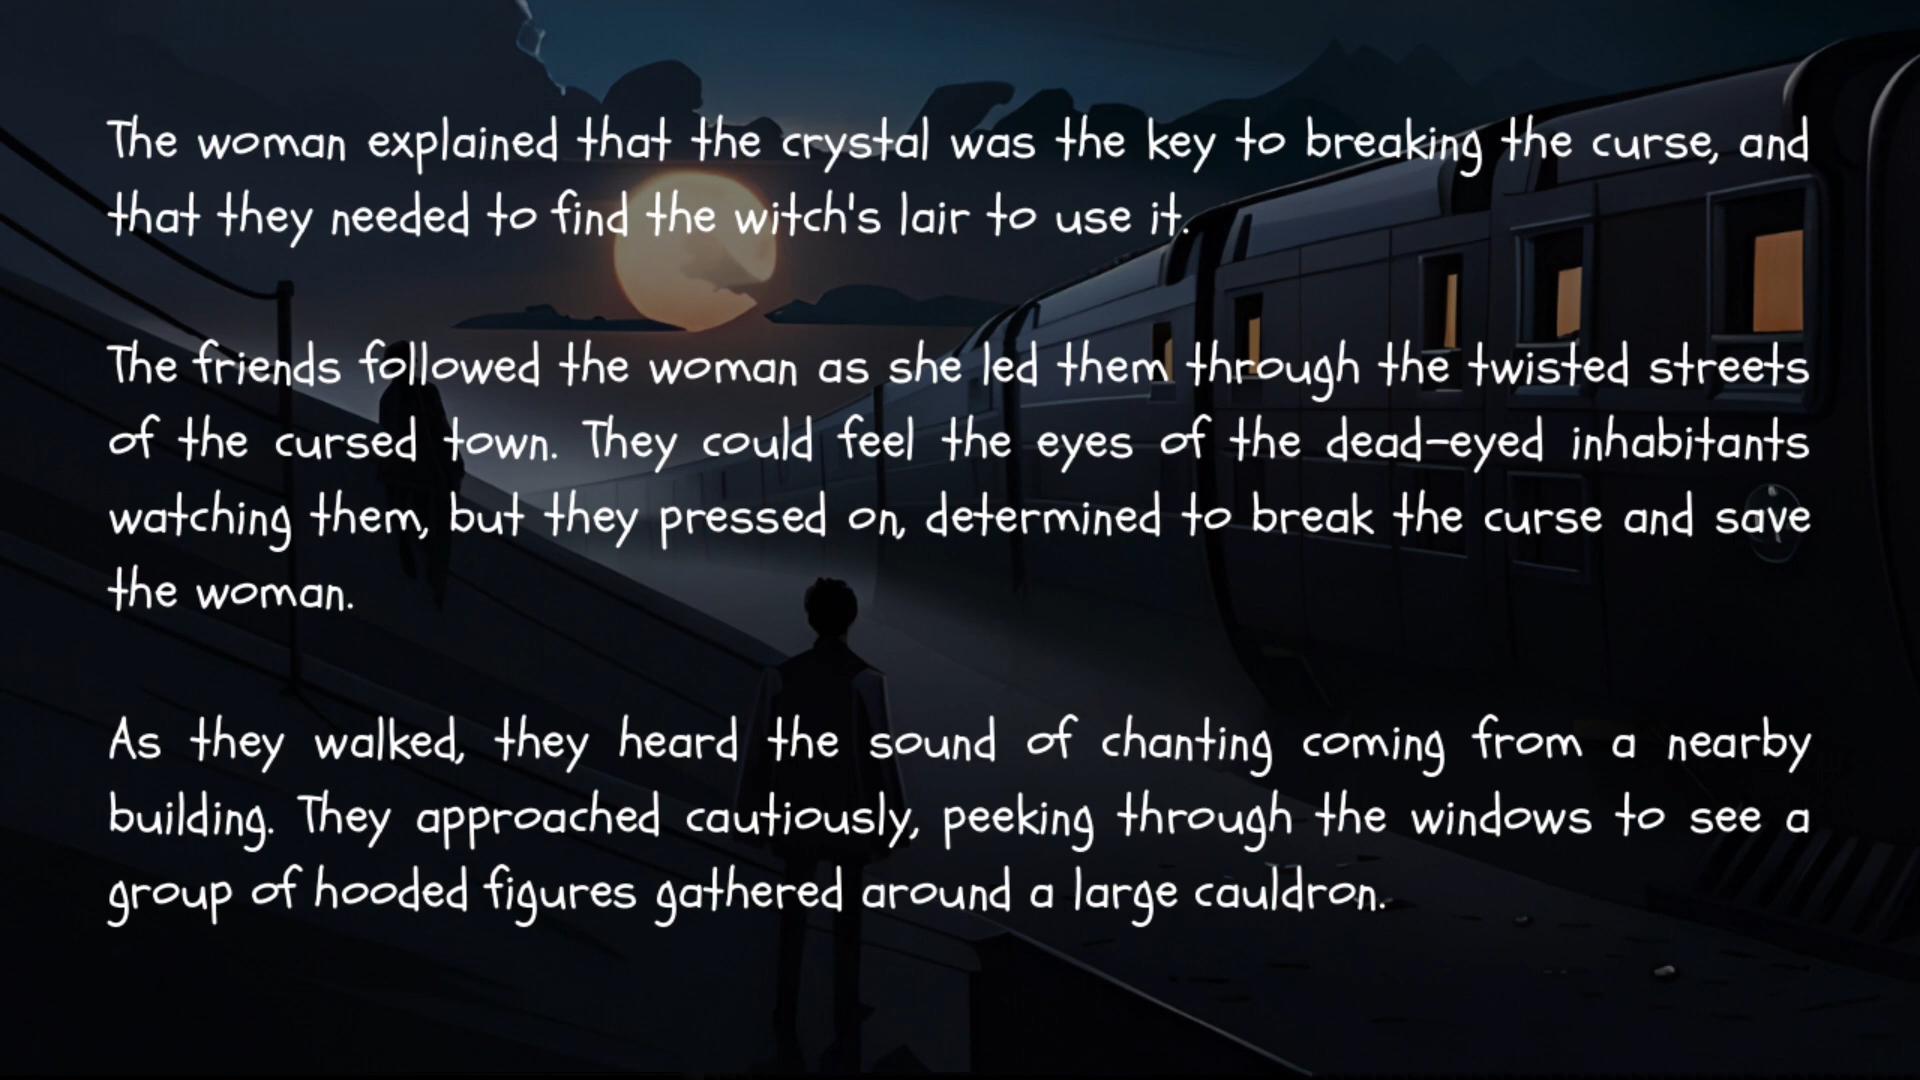 The woman explained that the crystal was the key to breaking the curse, and
that they needed to find the witch's lair to use it.
The friends followed the woman as she led them through the twisted streets
of the cursed town. They could feel the eyes of the dead-eyed inhabitants
watching them, but they pressed on, determined to break the curse and save
the woman.
As they walked, they heard the sound of chanting coming from a nearby
building. They approached cautiously, peeking through the windows to see a
group of hooded figures gathered around a large cauldron.